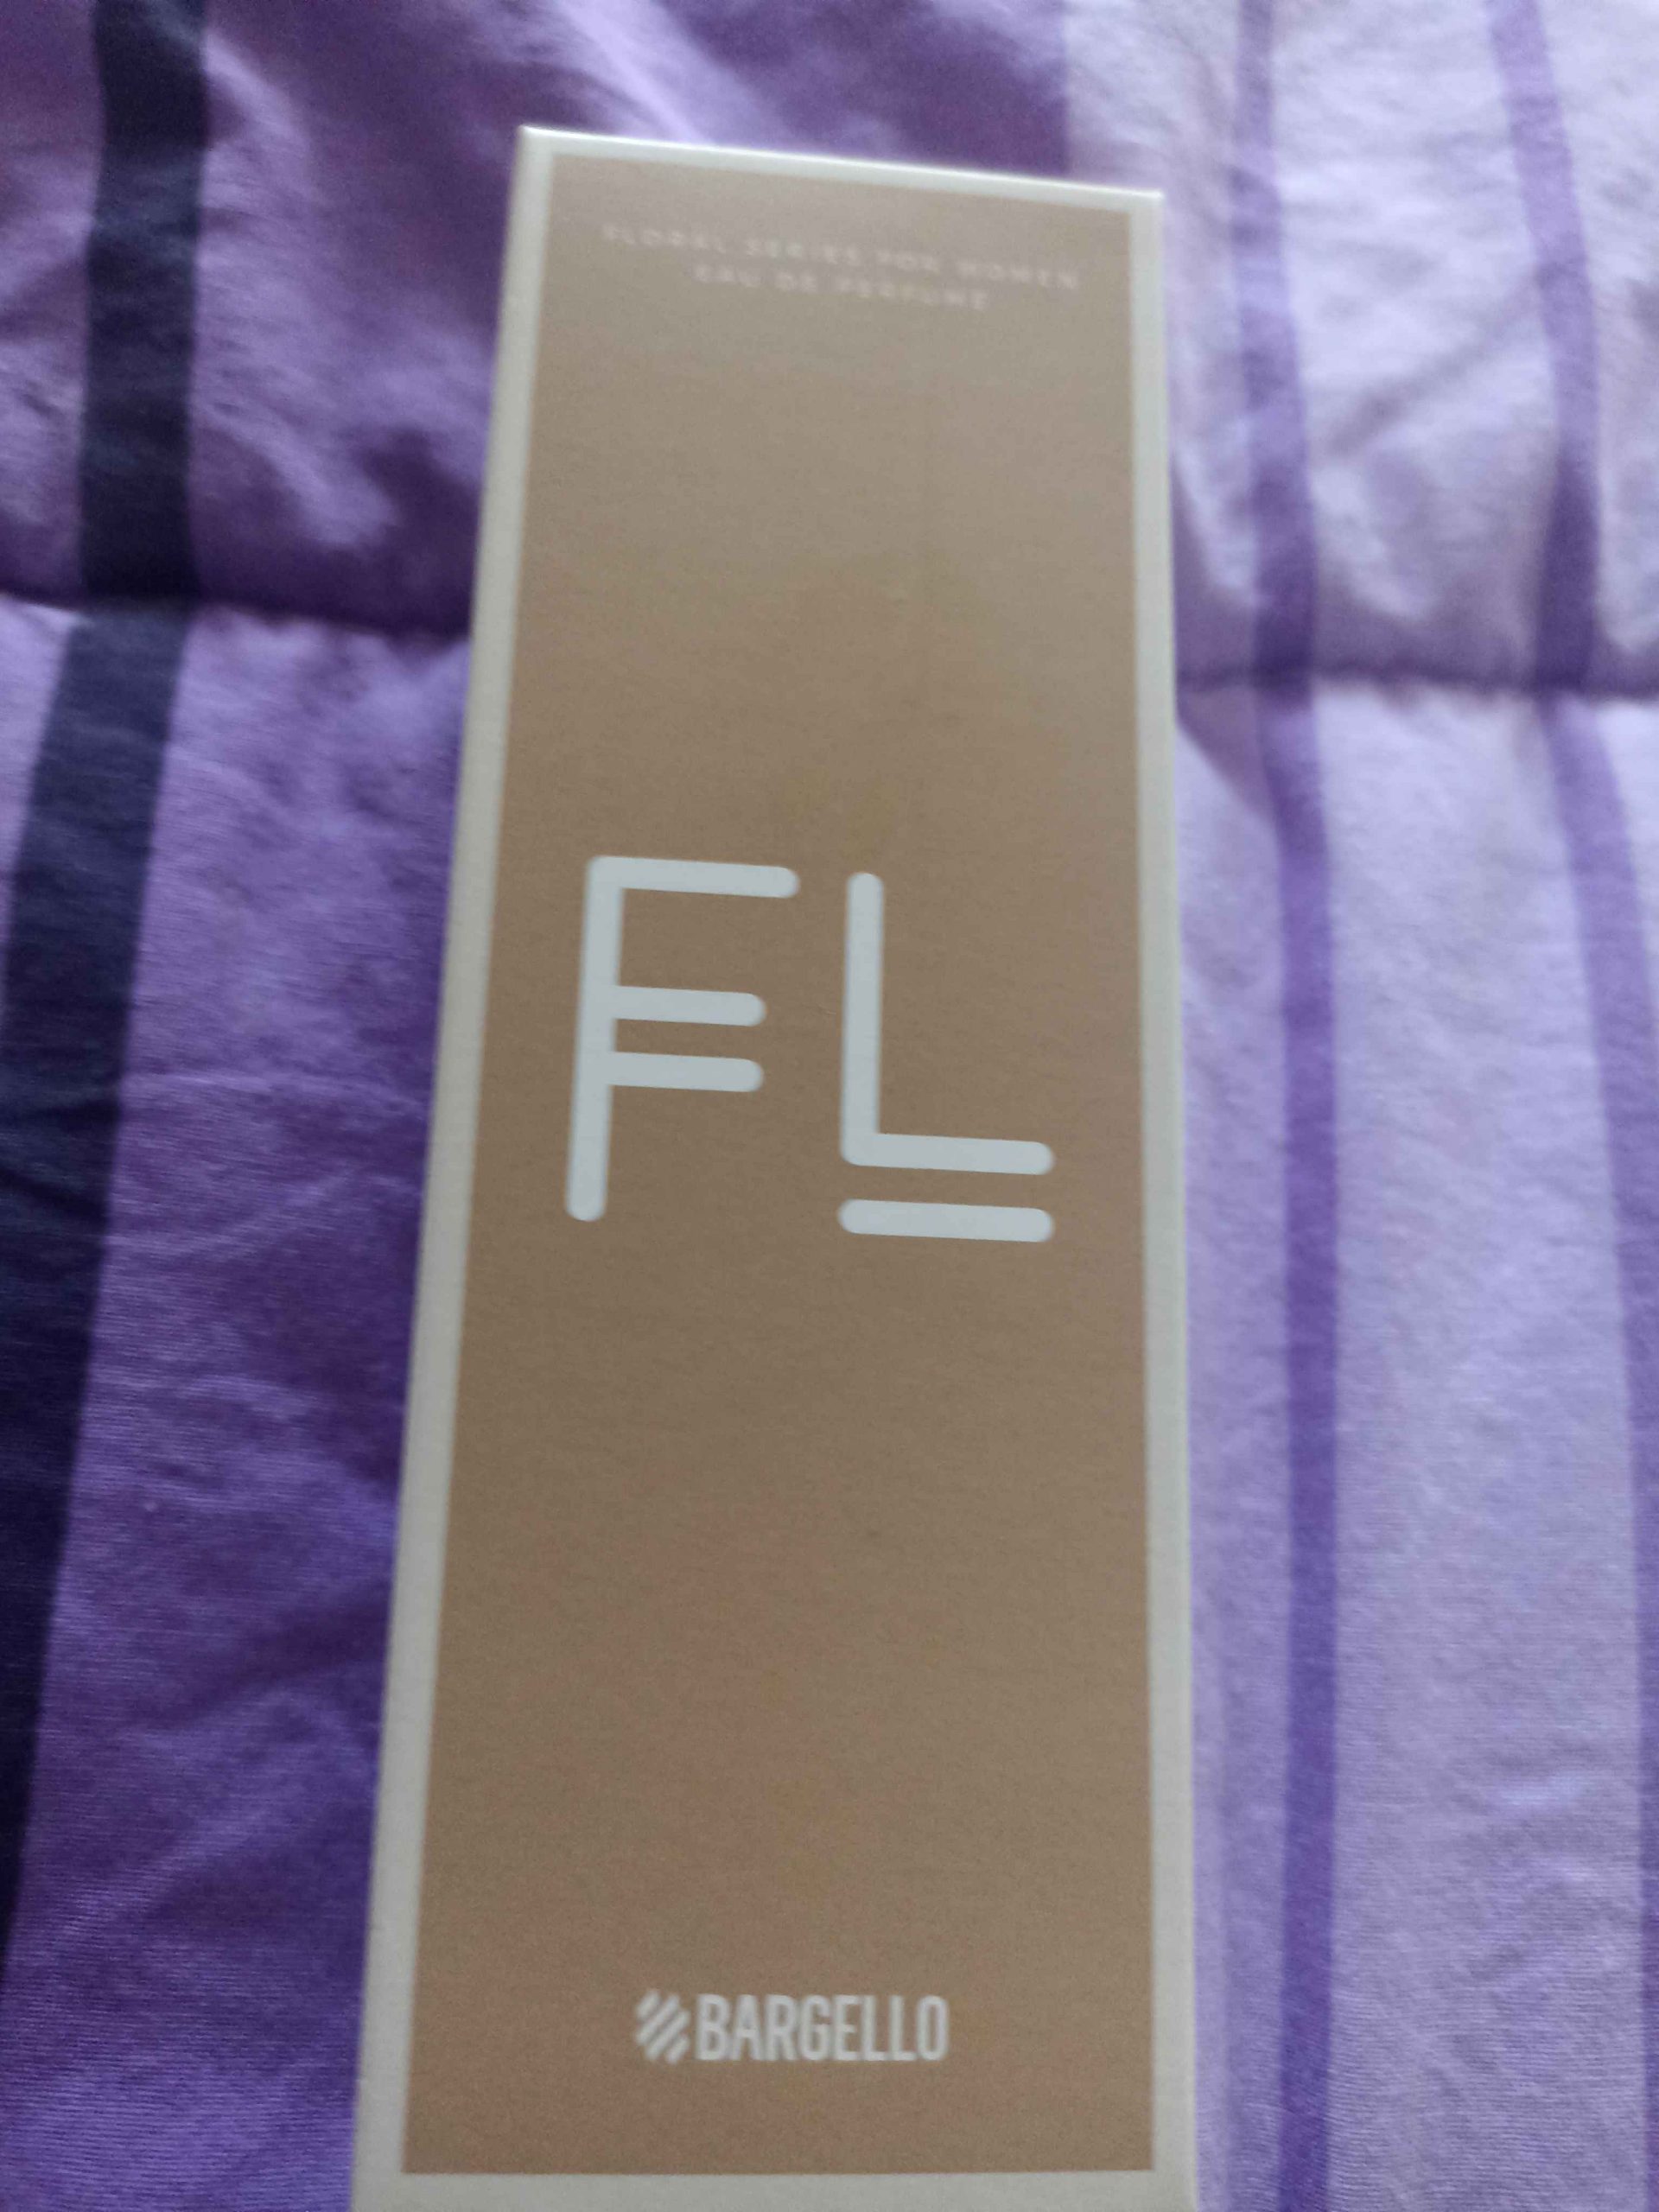 FLORAL SERIES FOR WOMEN
EAU DE PERFUME
FL
BARGELLO